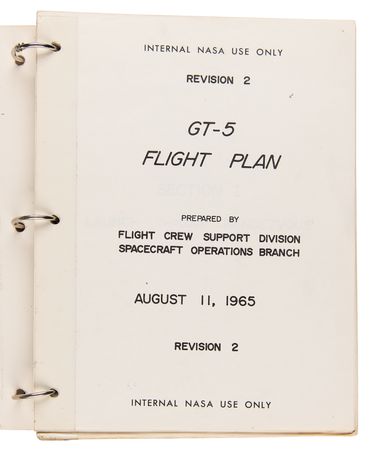 INTERNAL NASA USE ONLY
REVISION 2
GT-5
FLIGHT PLAN
PREPARED BY
FLIGHT CREW SUPPORT DIVISION
SPACECRAFT OPERATIONS BRANCH
AUGUST 11, 1965
REVISION 2
INTERNAL NASA USE ONLY